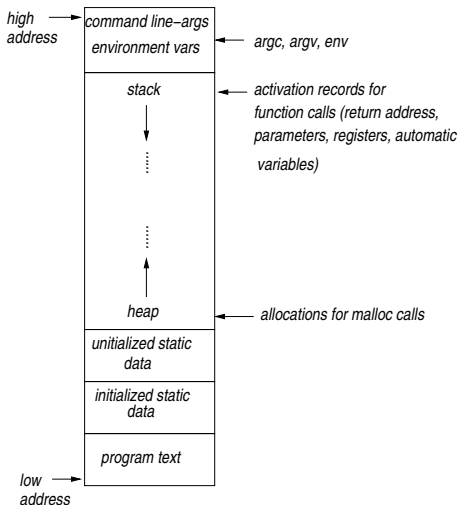 high
address
command line-args
environment vars
argc, argv, env
stack
activation records for
function calls (return address,
parameters, registers, automatic
variables)
heap
allocations for malloc calls
unitialized static
data
initialized static
data
program text
low
address